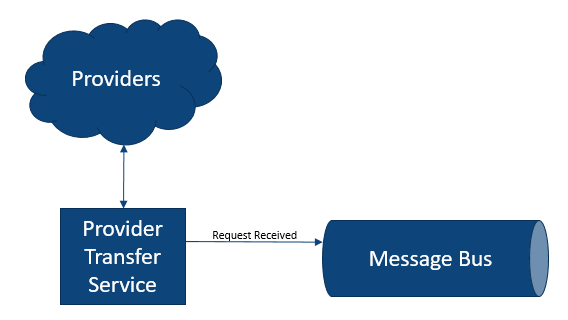 Providers
Provider
Transfer
Service
Request Received
Message Bus